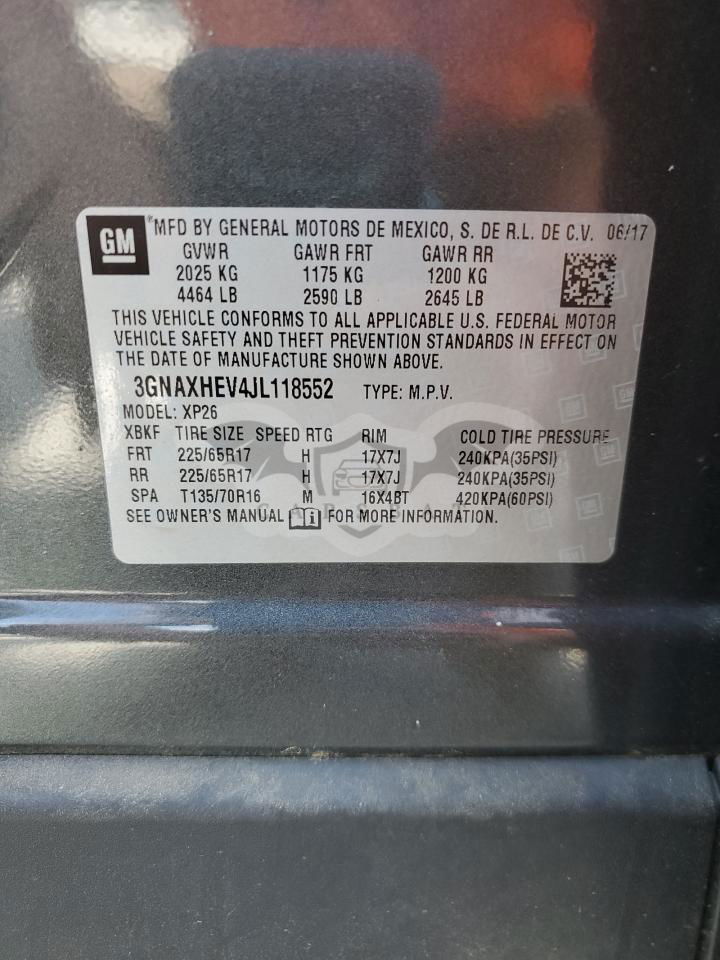 GM
®MFD BY GENERAL MOTORS DE MEXICO, S. DE R.L. DE C.V. 06/17
GVWR GAWR FRT GAWR RR
2025 KG 1175 KG 1200 KG
4464 LB 2590 LB 2645 LB
THIS VEHICLE CONFORMS TO ALL APPLICABLE U.S. FEDERAL MOTOR
VEHICLE SAFETY AND THEFT PREVENTION STANDARDS IN EFFECT ON
THE DATE OF MANUFACTURE SHOWN ABOVE.
3GNAXHEV4JL118552 TYPE: M.P.V.
MODEL: XP26
XBKF TIRE SIZE SPEED RTG RIM COLD TIRE PRESSURE
FRT 225/65R17 H 17X7J 240KPA(35PSI)
RR 225/65R17 H 17X7J 240KPA(35PSI)
SPA T135/70R16 M 16X4BT 420KPA(60PSI)
SEE OWNER'S MANUAL FOR MORE INFORMATION.